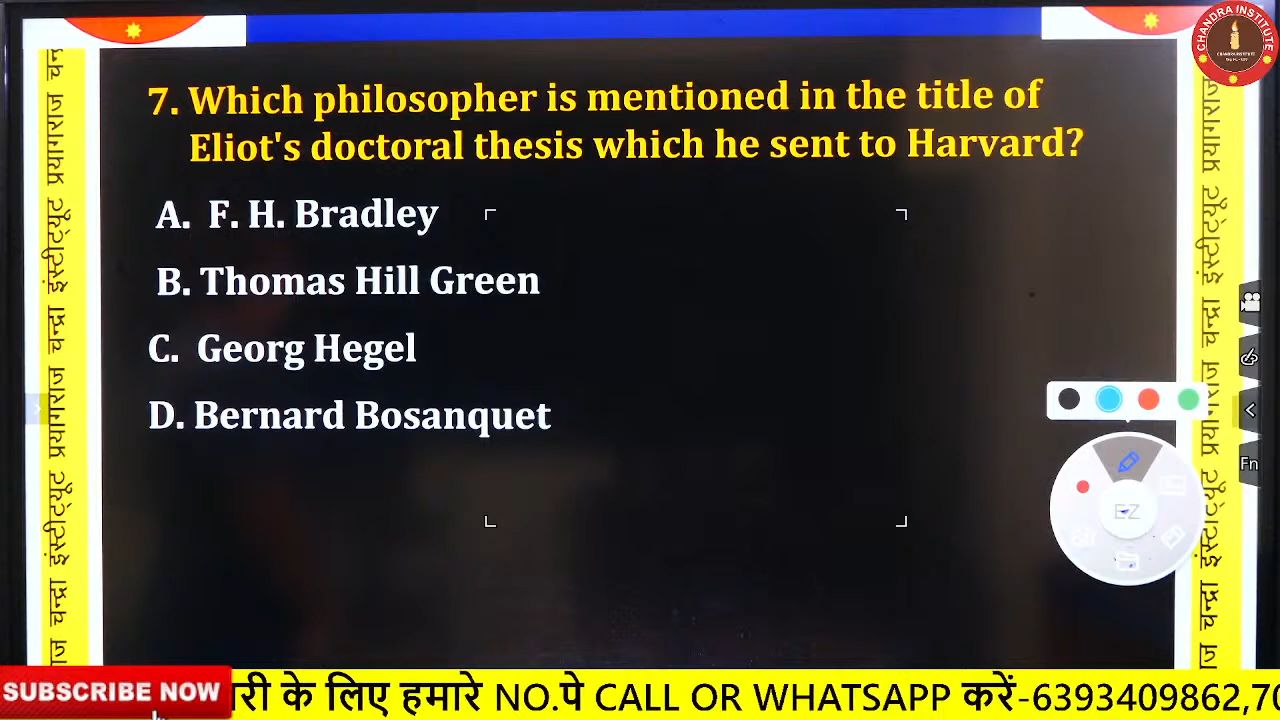 CHANDRA INSTITUTE
7. Which philosopher is mentioned in the title of
Eliot's doctoral thesis which he sent to Harvard?
A. F. H. Bradley
B. Thomas Hill Green
C. Georg Hegel
D. Bernard Bosanquet
चन्द्रा इंस्टीट्यूट प्रयागराज
चन्द्रा इंस्टीट्यूट प्रयागराज
Fn
EZ
SUBSCRIBE NOW
री के लिए हमारे NO.पे CALL OR WHATSAPP करें-6393409862,70